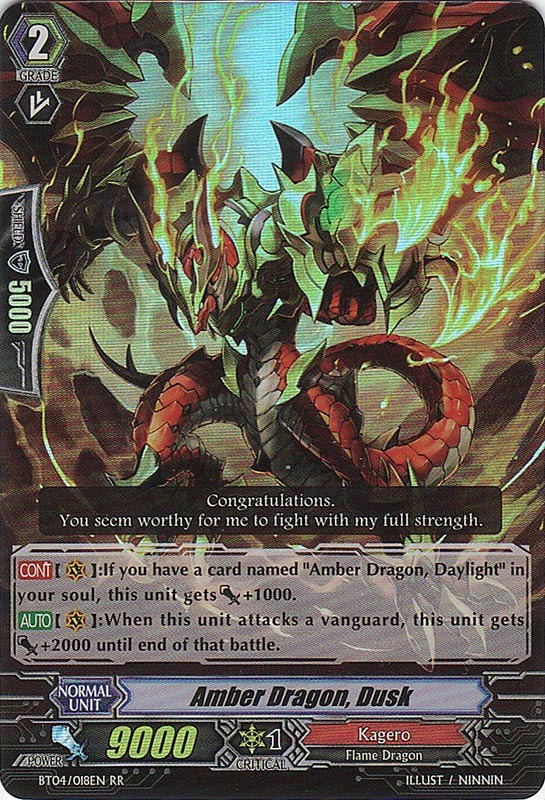 2
GRADE
SHIELD
5000
Congratulations.
You seem worthy for me to fight with my full strength.
CONT【 】:If you have a card named "Amber Dragon, Daylight" in
your soul, this unit gets +1000.
AUTO【 】:When this unit attacks a vanguard, this unit gets
+2000 until end of that battle.
NORMAL
UNIT
Amber Dragon, Dusk
POWER
9000
1
CRITICAL
Kagero
Flame Dragon
BT04/018EN RR
ILLUST / NINNIN